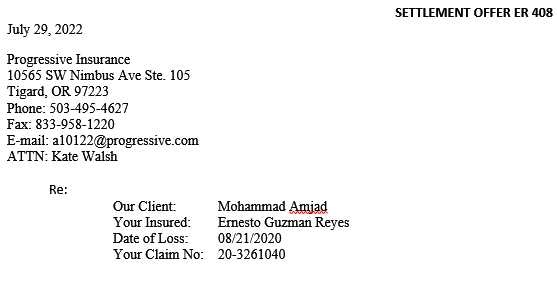 SETTLEMENT OFFER ER 408
July 29, 2022
Progressive Insurance
10565 SW Nimbus Ave Ste. 105
Tigard, OR 97223
Phone: 503-495-4627
Fax: 833-958-1220
E-mail: a10122@progressive.com
ATTN: Kate Walsh
Re:
Our Client: Mohammad Amjad
Your Insured: Ernesto Guzman Reyes
Date of Loss: 08/21/2020
Your Claim No: 20-3261040